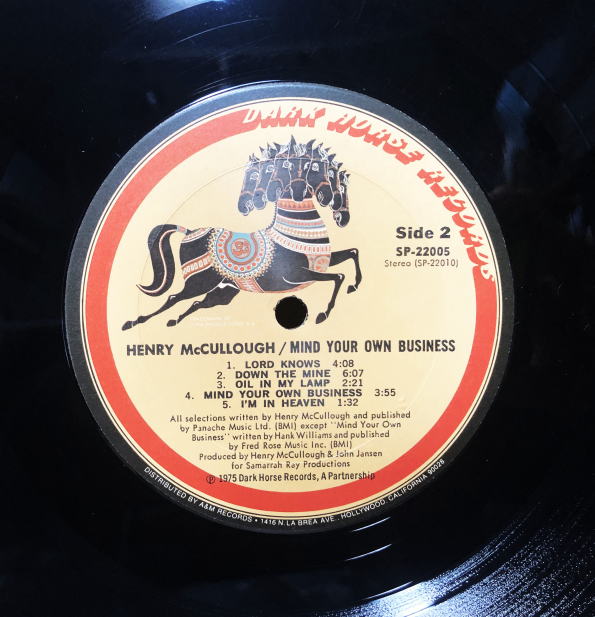 DARK HORSE RECORDS
Side 2
SP-22005
Stereo (SP-22010)
HENRY McCULLOUGH / MIND YOUR OWN BUSINESS
1. LORD KNOWS 4:08
2. DOWN THE MINE 6:07
3. OIL IN MY LAMP 2:21
4. MIND YOUR OWN BUSINESS 3:55
5. I'M IN HEAVEN 1:32
All selections written by Henry McCullough and published
by Panache Music Ltd. (BMI) except "Mind Your Own
Business" written by Hank Williams and published
by Fred Rose Music Inc. (BMI)
Produced by Henry McCullough & John Jansen
for Samarrah Ray Productions
℗ 1975 Dark Horse Records, A Partnership
DISTRIBUTED BY A&M RECORDS • 1416 N. LA BREA AVE., HOLLYWOOD, CALIFORNIA 90028